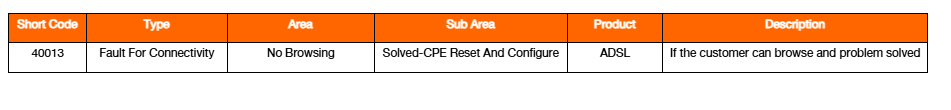 Short Code Type Area Sub Area Product Description
40013 Fault For Connectivity No Browsing Solved-CPE Reset And Configure ADSL If the customer can browse and problem solved